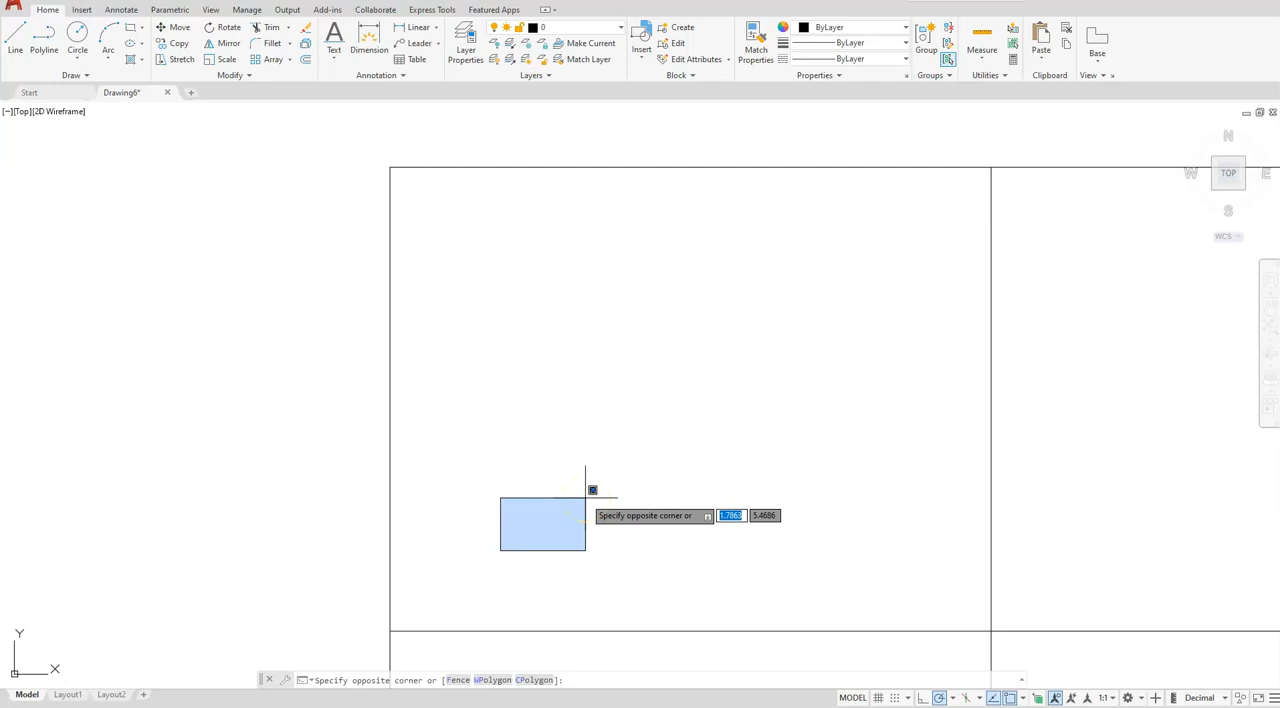 Home Insert Annotate Parametric View Manage Output Add-ins Collaborate Express Tools Featured Apps
Line Polyline Circle Arc
Move Rotate Trim
Copy Mirror Fillet
Stretch Scale Array
Text Dimension
Linear
Leader
Table
Layer Properties
0
Make Current
Match Layer
Insert
Create
Edit
Edit Attributes
Match Properties
ByLayer
ByLayer
ByLayer
Group
Measure
Paste
Base
Draw Modify Annotation Layers Block Properties Groups Utilities Clipboard View
Start Drawing6*
[−][Top][2D Wireframe]
N
W TOP E
S
WCS
Specify opposite corner or 1.7863 5.4686
Y
X
Specify opposite corner or [Fence WPolygon CPolygon]:
Model Layout1 Layout2 +
MODEL 1:1 Decimal